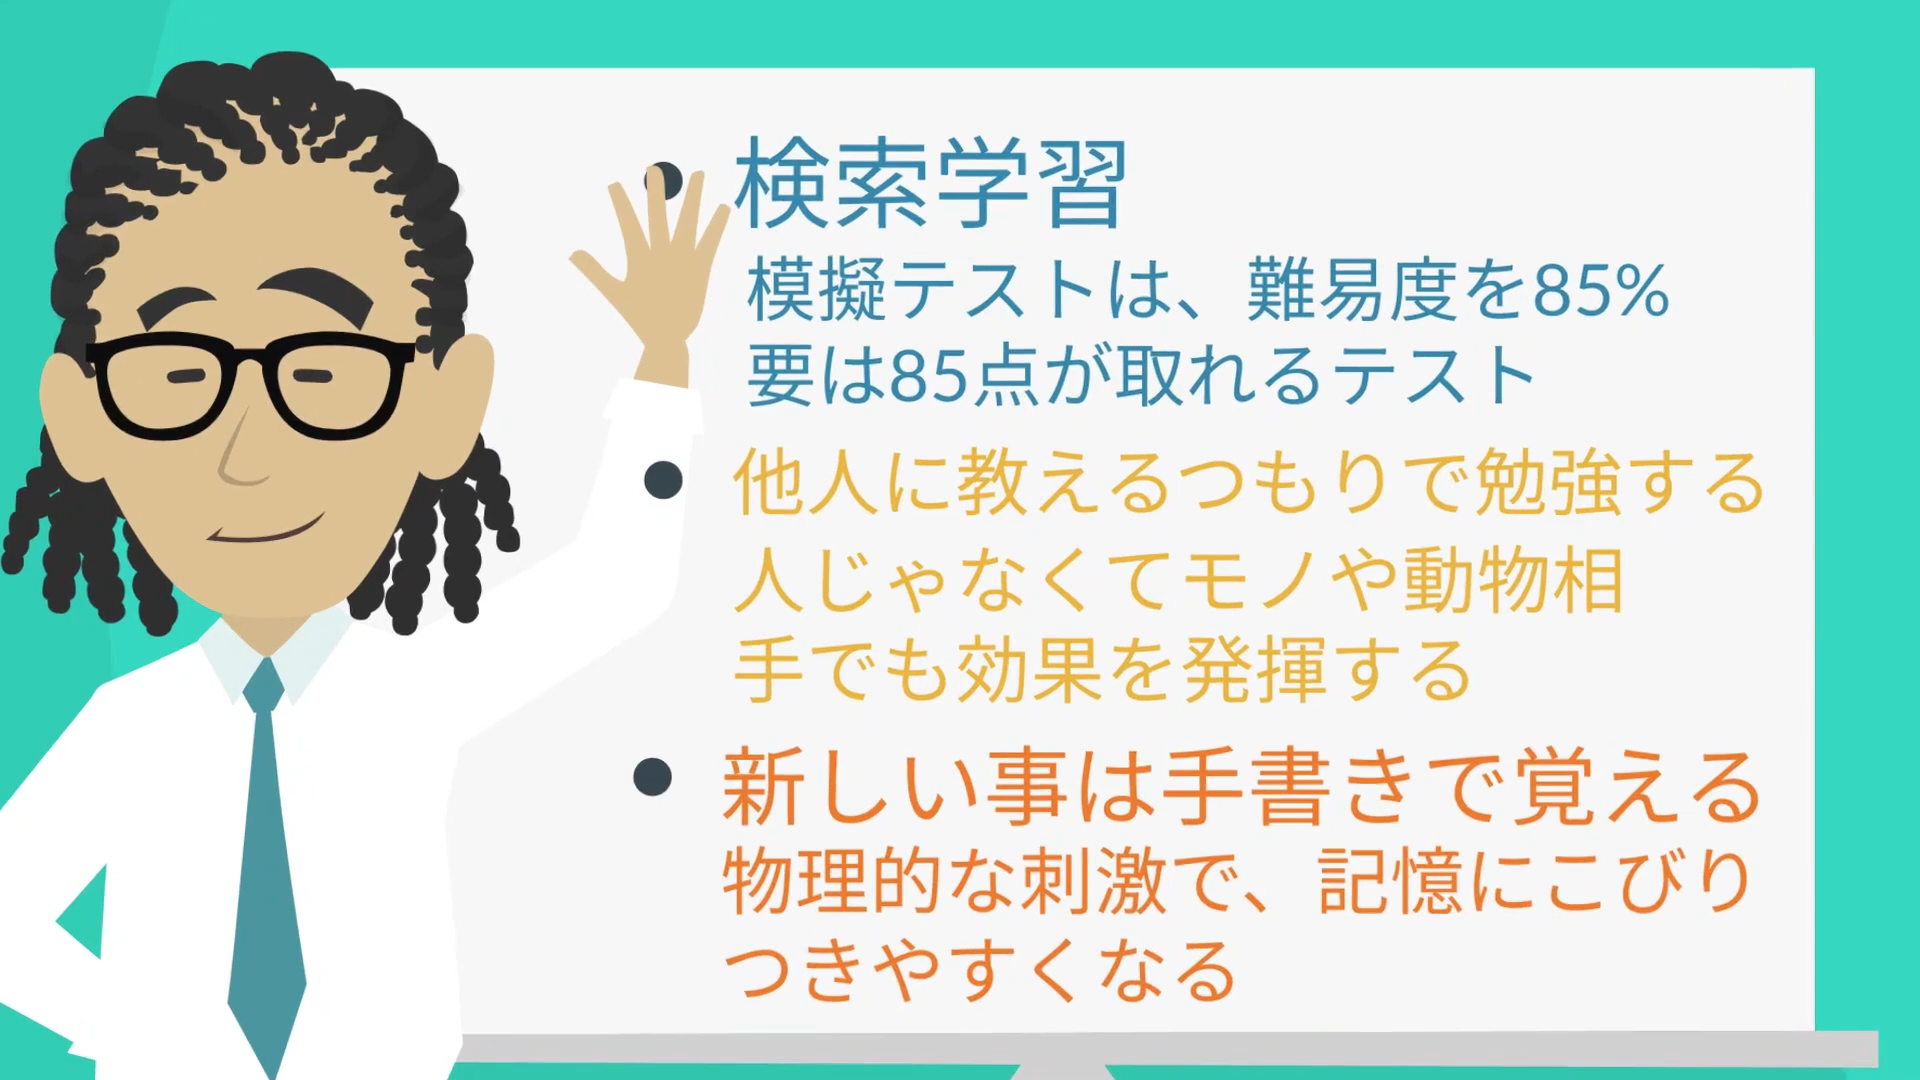 検索学習
模擬テストは、難易度を85%
要は85点が取れるテスト
他人に教えるつもりで勉強する
人じゃなくてモノや動物相
手でも効果を発揮する
新しい事は手書きで覚える
物理的な刺激で、記憶にこびり
つきやすくなる